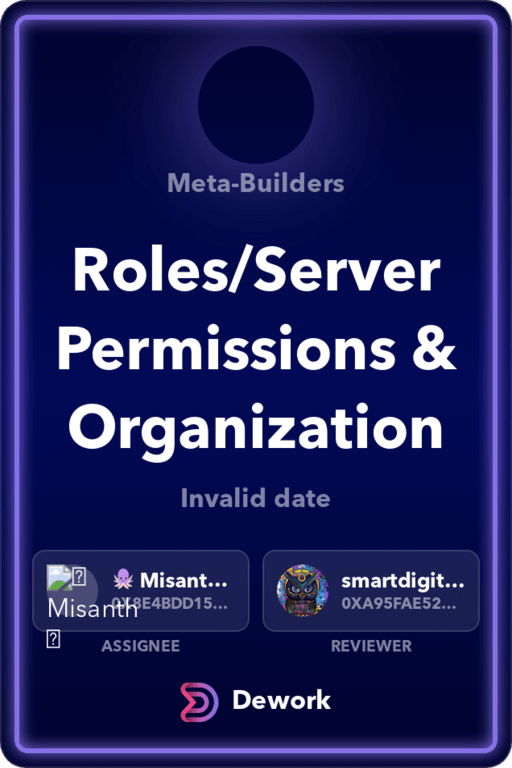 Meta-Builders
Roles/Server
Permissions &
Organization
Invalid date
🐙 Misant...
0X8E4BDD15...
Misanth
ASSIGNEE
smartdigit...
0XA95FAE52...
REVIEWER
Dework